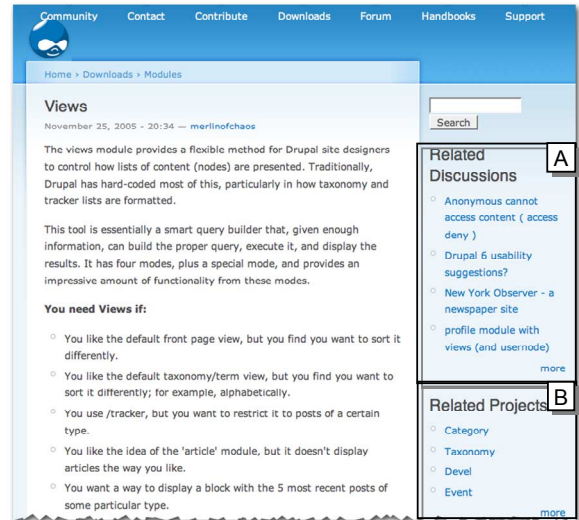 Community Contact Contribute Downloads Forum Handbooks Support
Home › Downloads › Modules
Views
November 25, 2005 - 20:34 — merlinofchaos
The views module provides a flexible method for Drupal site designers
to control how lists of content (nodes) are presented. Traditionally,
Drupal has hard-coded most of this, particularly in how taxonomy and
tracker lists are formatted.
This tool is essentially a smart query builder that, given enough
information, can build the proper query, execute it, and display the
results. It has four modes, plus a special mode, and provides an
impressive amount of functionality from these modes.
You need Views if:
You like the default front page view, but you find you want to sort it
differently.
You like the default taxonomy/term view, but you find you want to
sort it differently; for example, alphabetically.
You use /tracker, but you want to restrict it to posts of a certain
type.
You like the idea of the 'article' module, but it doesn't display
articles the way you like.
You want a way to display a block with the 5 most recent posts of
some particular type.
Search
A
Related
Discussions
Anonymous cannot
access content ( access
deny )
Drupal 6 usability
suggestions?
New York Observer - a
newspaper site
profile module with
views (and usernode)
more
B
Related Projects
Category
Taxonomy
Devel
Event
more